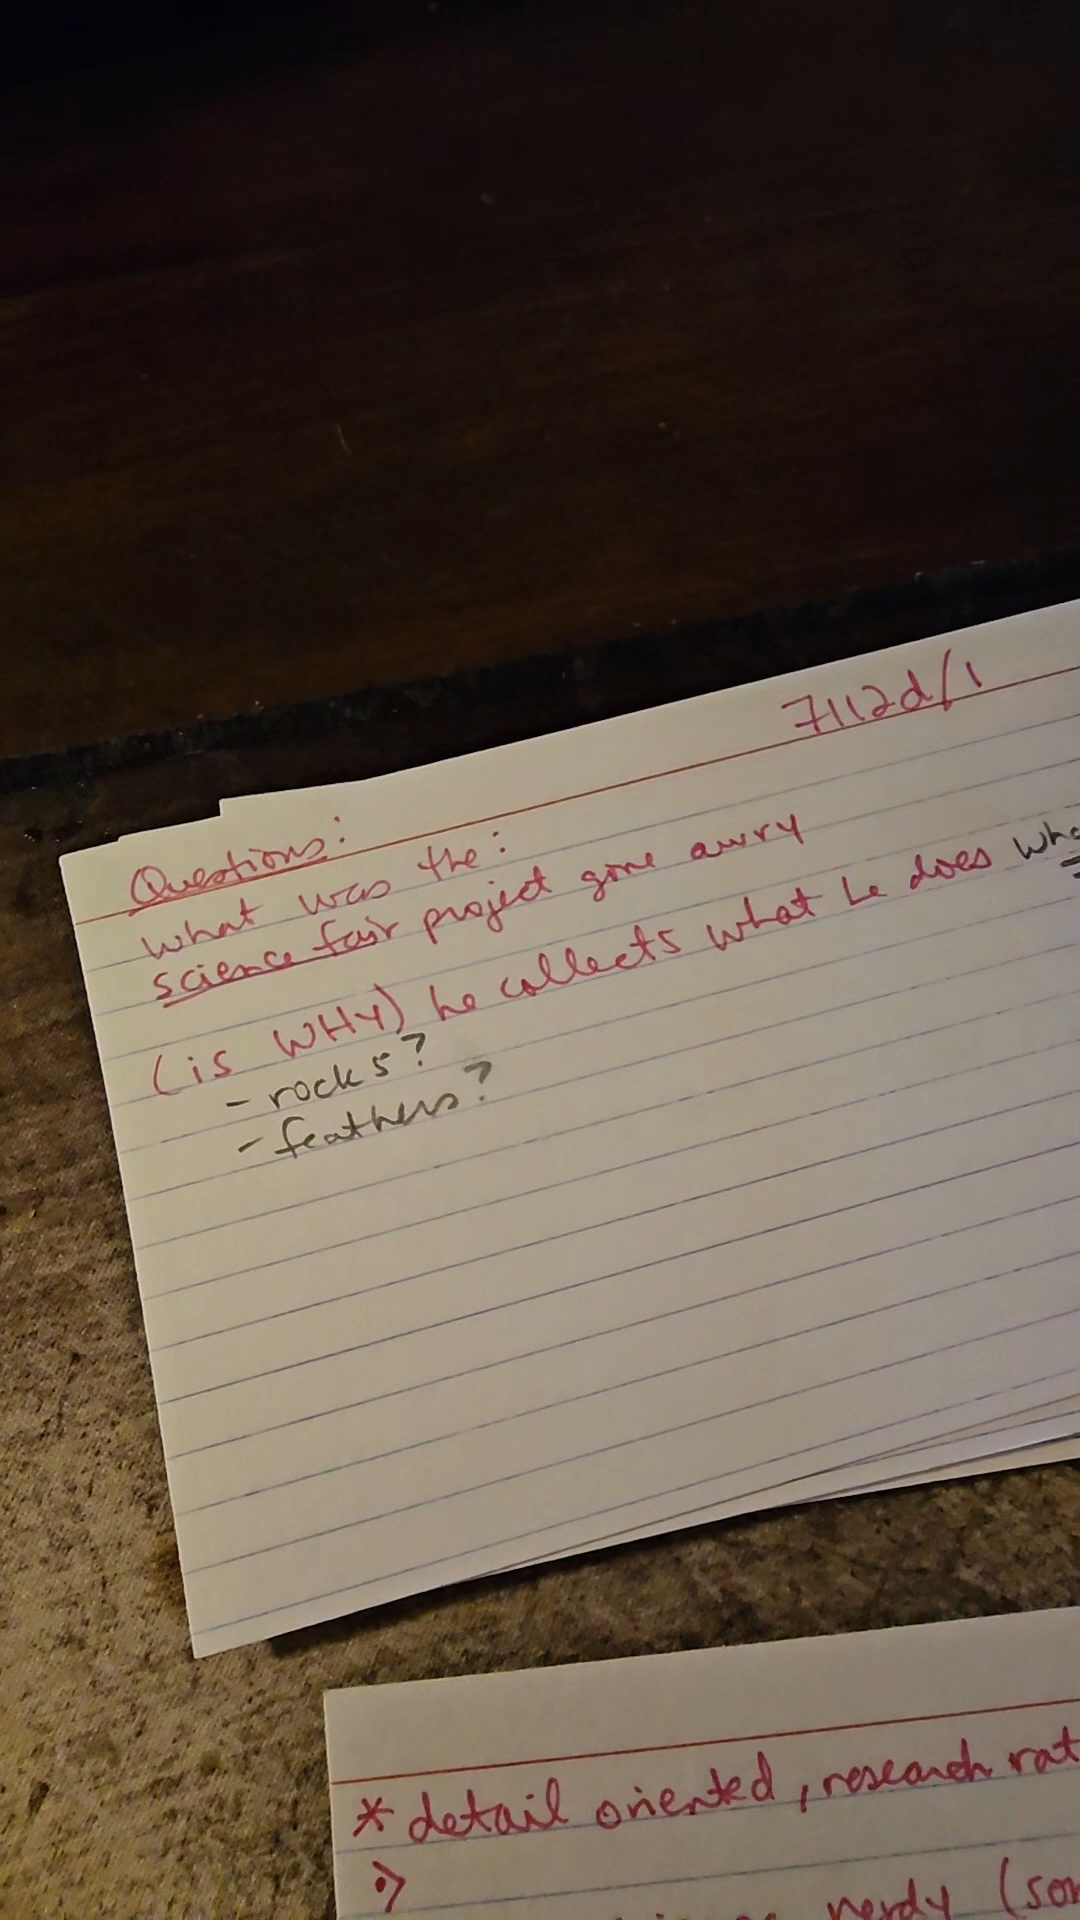 7112d/1
Questions:
What was the:
science fair project gone awry
(is WHY) he collects what he does
- rocks?
- feathers?
* detail oriented, research rat
nerdy